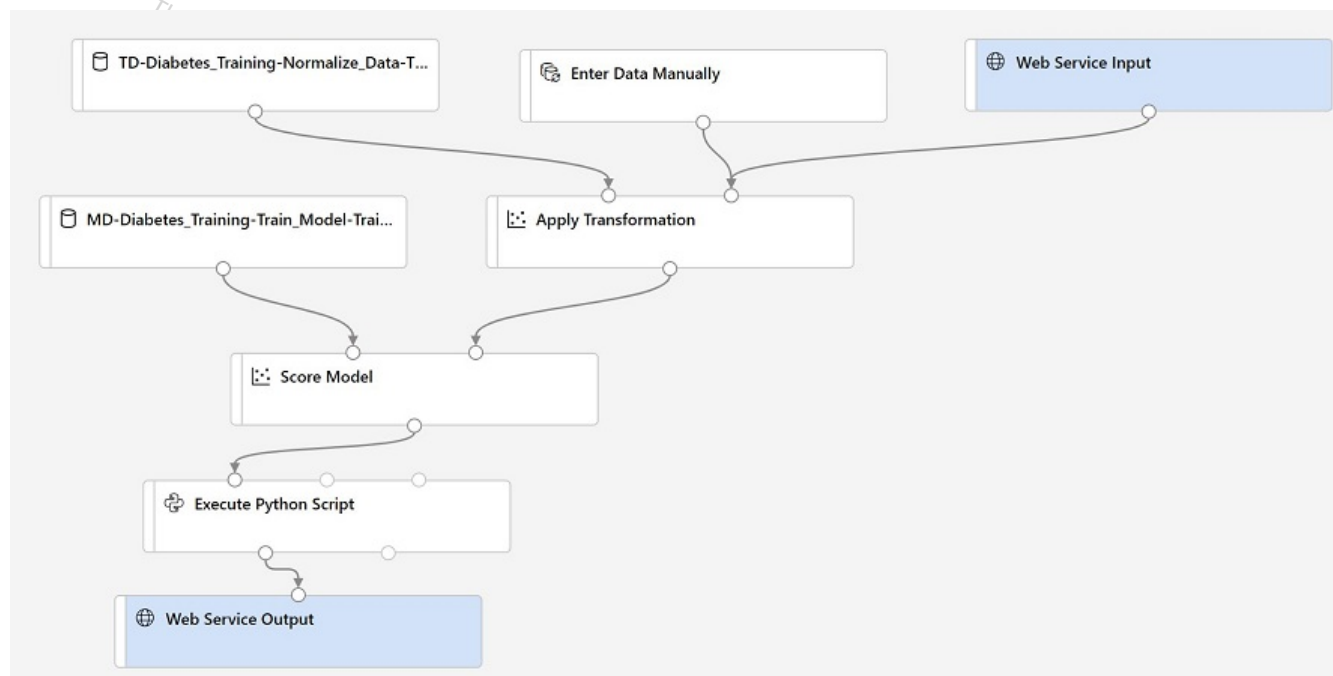 TD-Diabetes_Training-Normalize_Data-T...
Enter Data Manually
Web Service Input
MD-Diabetes_Training-Train_Model-Trai...
Apply Transformation
Score Model
Execute Python Script
Web Service Output